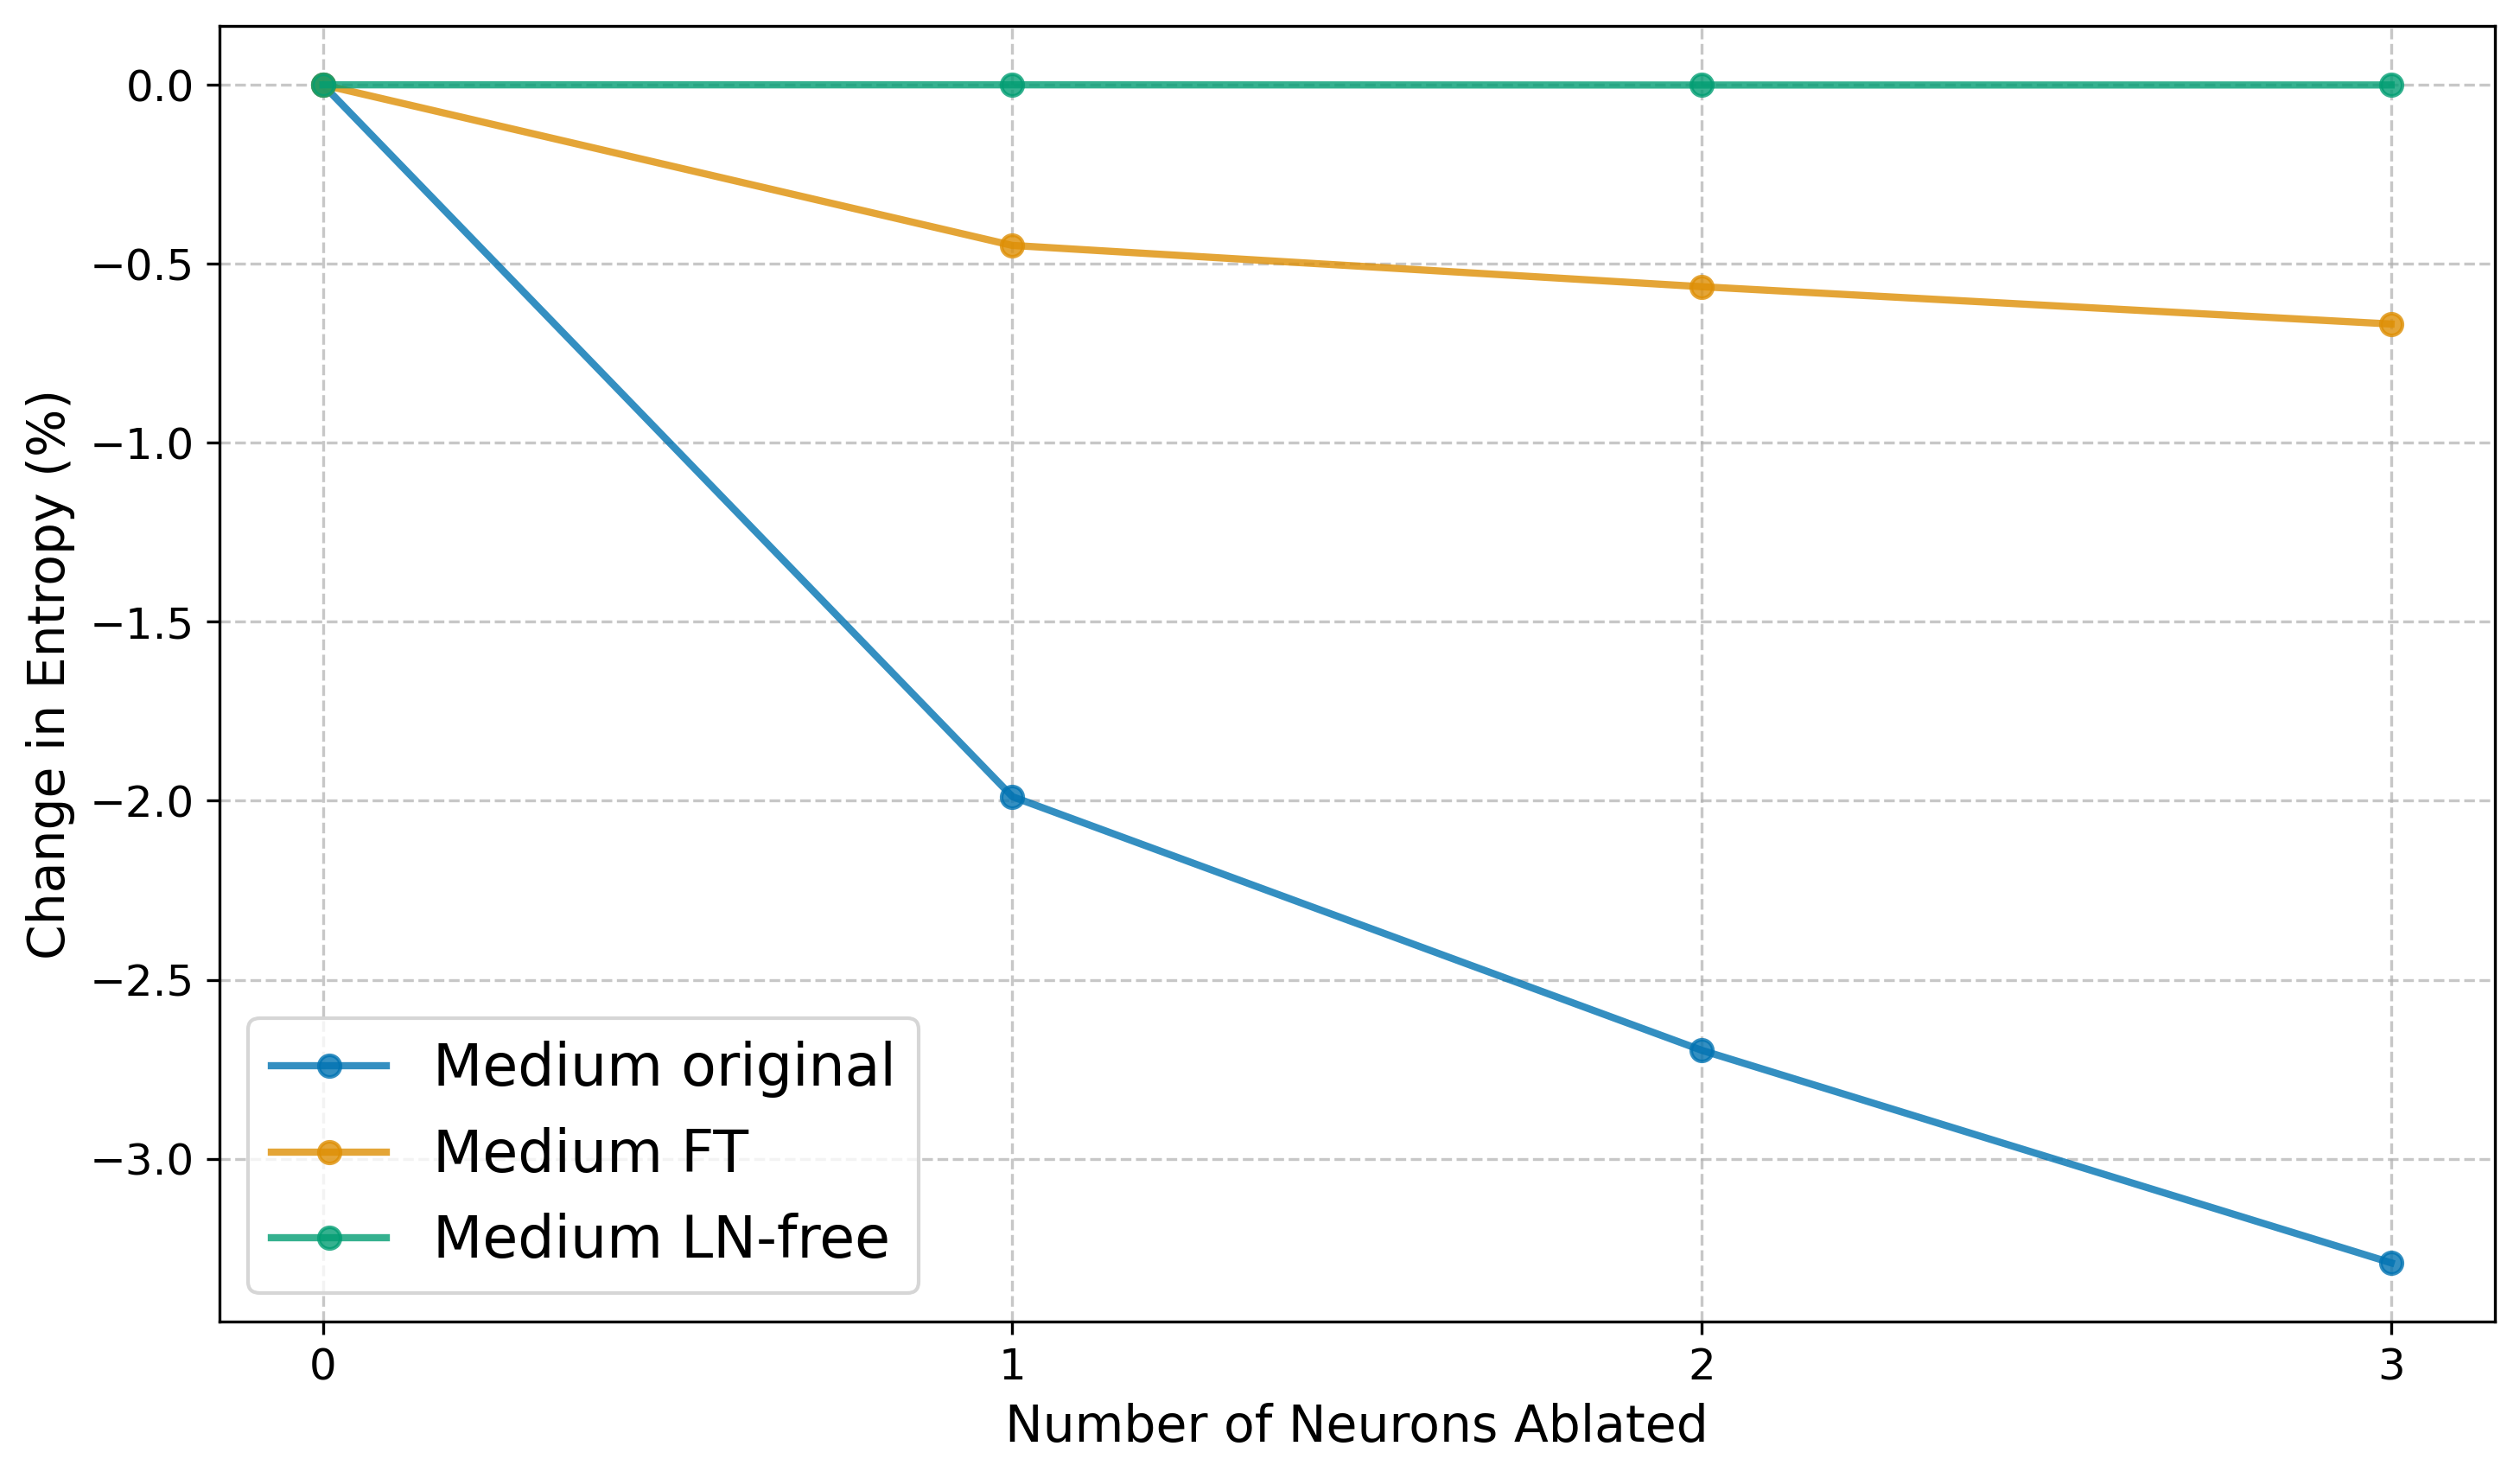 Change in Entropy (%)
0.0
−0.5
−1.0
−1.5
−2.0
−2.5
−3.0
Medium original
Medium FT
Medium LN-free
0 1 2 3
Number of Neurons Ablated